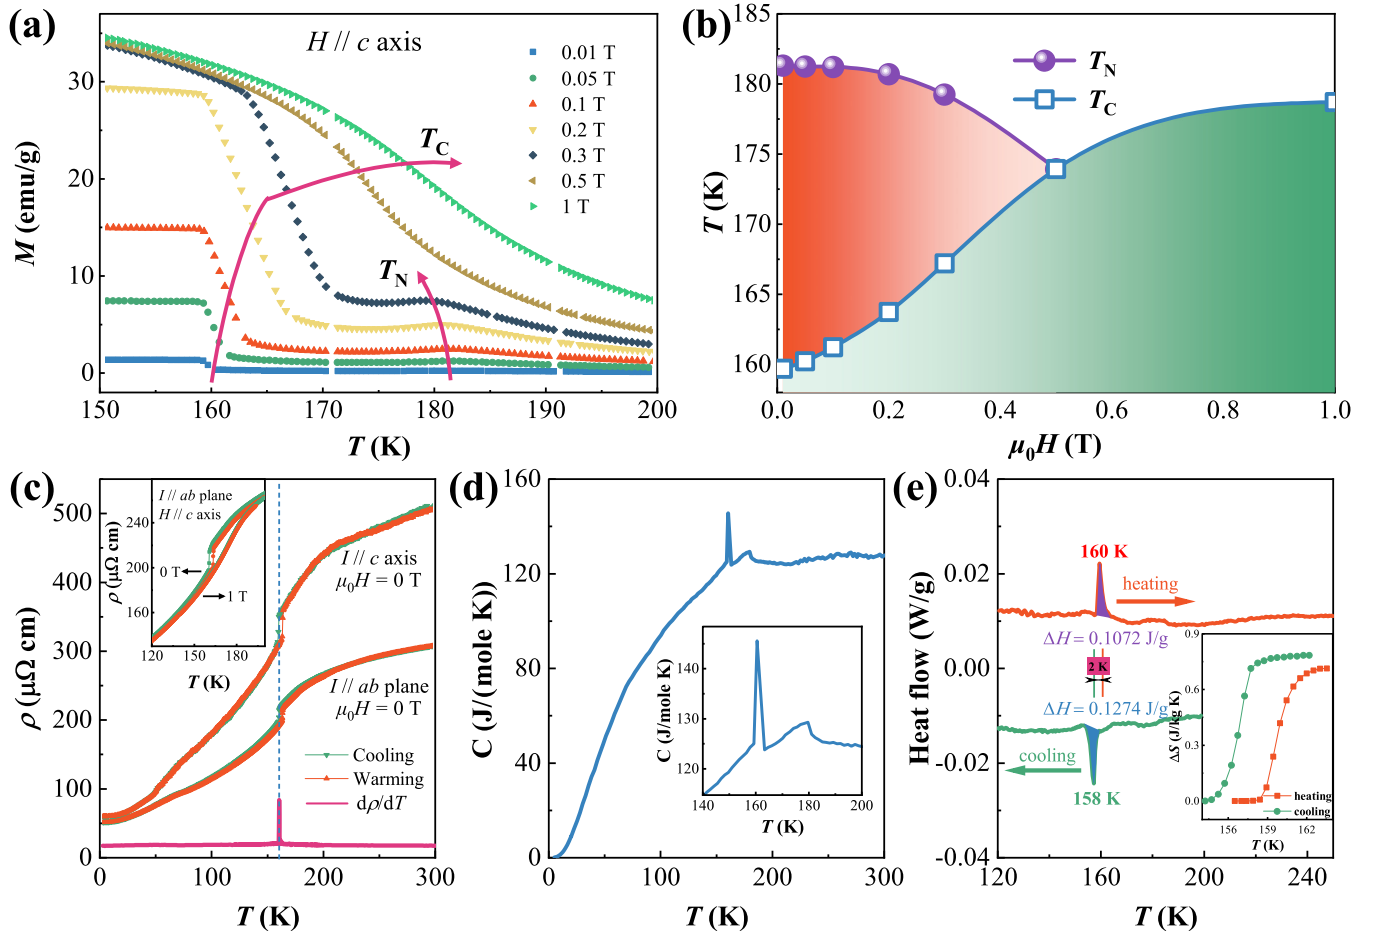 (a)
H // c axis
0.01 T
0.05 T
0.1 T
0.2 T
0.3 T
0.5 T
1 T
TC
TN
M (emu/g)
30
20
10
0
150 160 170 180 190 200
T (K)
(b)
TN
TC
T (K)
185
180
175
170
165
160
0.0 0.2 0.4 0.6 0.8 1.0
μ0H (T)
(c)
I // ab plane
H // c axis
ρ (μΩ cm)
240
200
160
0 T
1 T
120 150 180
T (K)
I // c axis
μ0H = 0 T
I // ab plane
μ0H = 0 T
Cooling
Warming
dρ/dT
ρ (μΩ cm)
500
400
300
200
100
0
0 100 200 300
T (K)
(d)
C (J/(mole K))
160
120
80
40
0
0 100 200 300
T (K)
C (J/mole K)
140
130
120
140 160 180 200
T (K)
(e)
Heat flow (W/g)
0.04
0.02
0.00
-0.02
-0.04
160 K
heating
ΔH = 0.1072 J/g
2 K
ΔH = 0.1274 J/g
cooling
158 K
ΔS (J/kg K)
0.9
0.6
0.3
0.0
heating
cooling
156 159 162
T (K)
120 160 200 240
T (K)